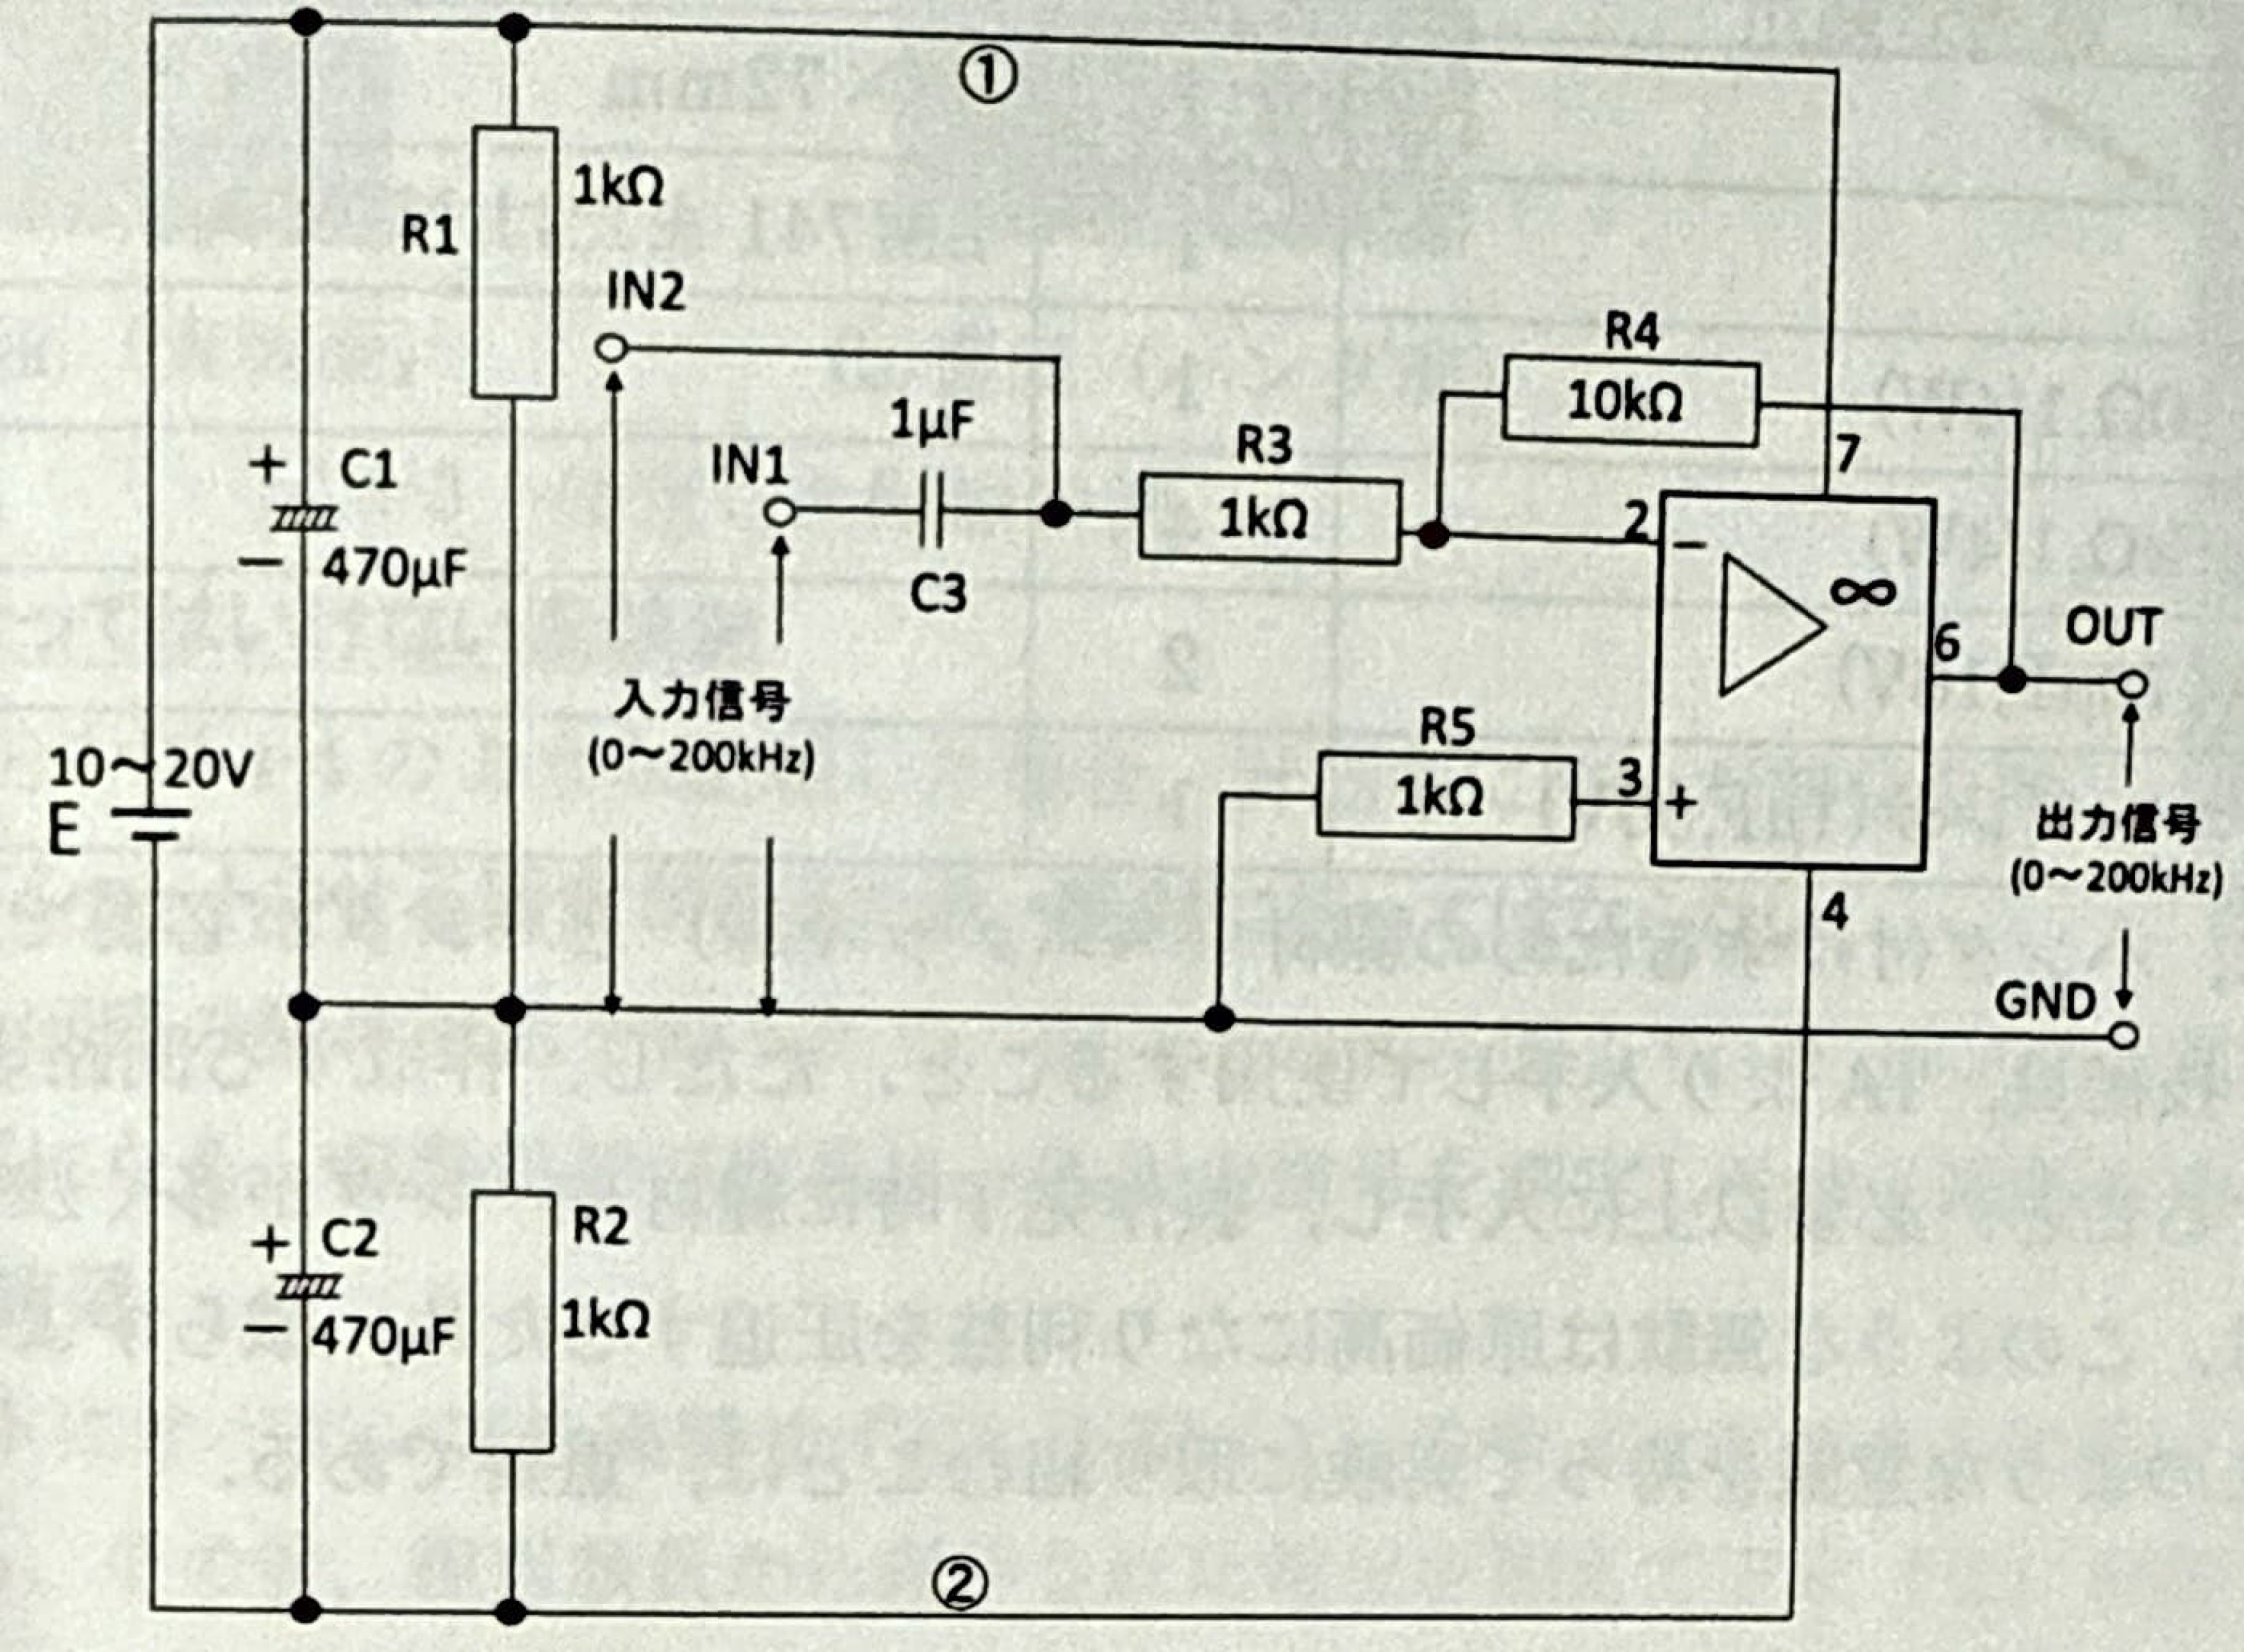 ①
1kΩ
R1
IN2
R4
10kΩ
1μF
IN1
R3
1kΩ
7
2
−
∞
+
C1
−
470μF
C3
6
OUT
入力信号
(0〜200kHz)
R5
1kΩ
3
+
10〜20V
E
出力信号
(0〜200kHz)
4
GND
+
C2
−
470μF
R2
1kΩ
②